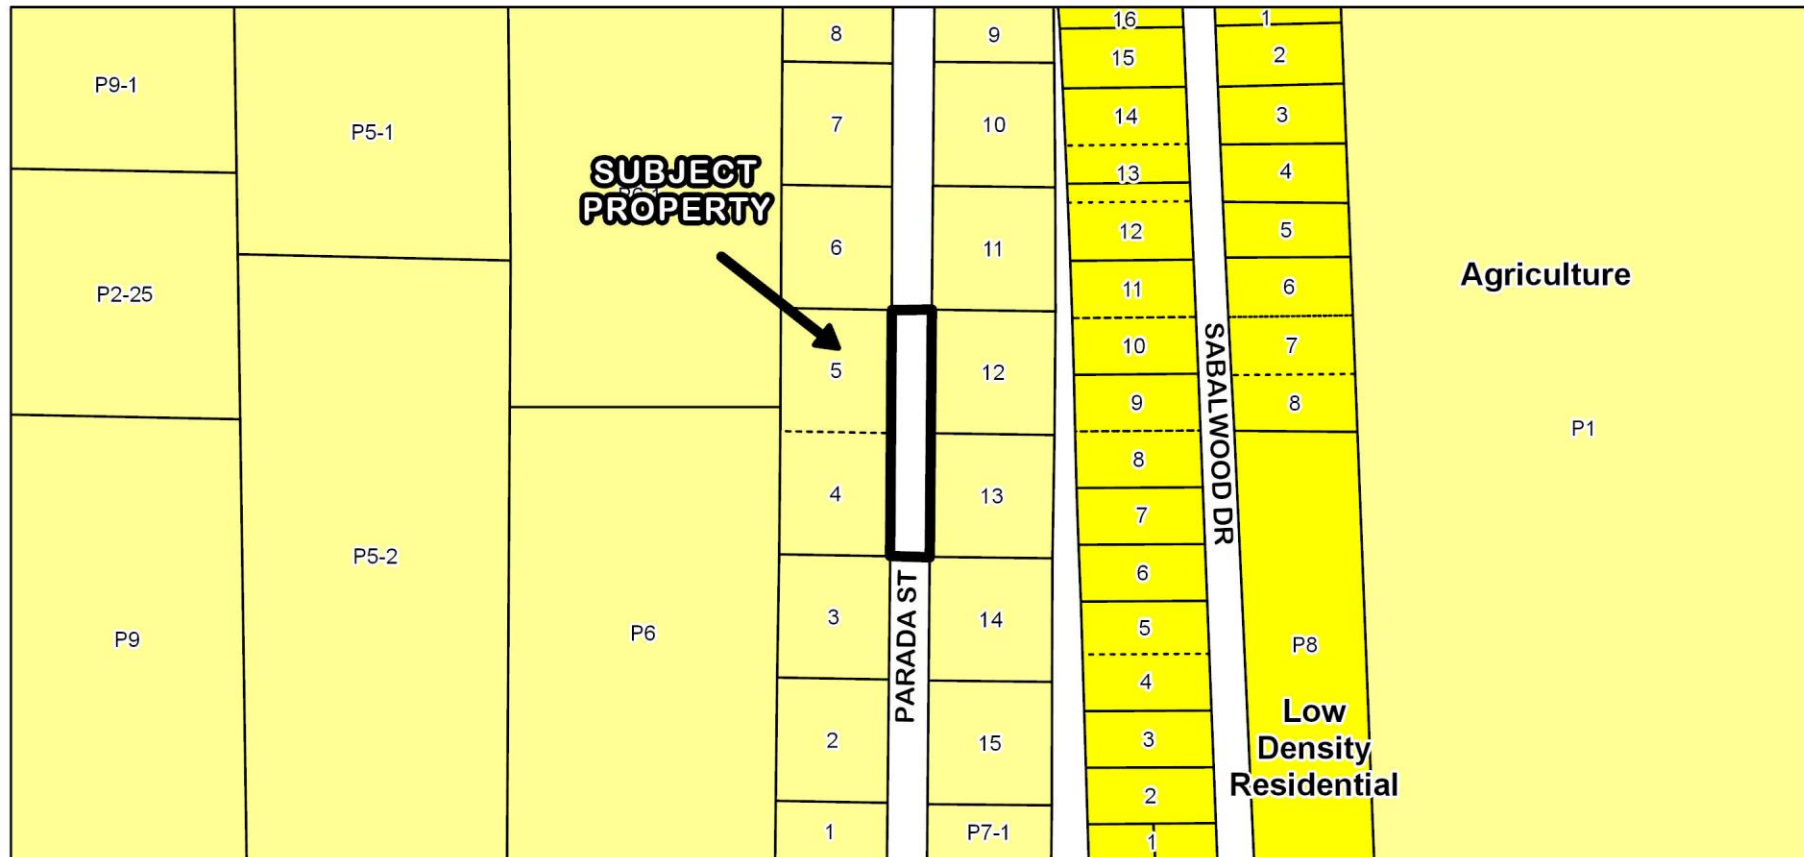 8
9
16
1
15
2
P9-1
P5-1
7
10
14
3
SUBJECT
PROPERTY
13
4
6
11
12
5
Agriculture
P2-25
11
6
5
12
10
7
SABALWOOD DR
9
8
P1
4
13
8
7
P5-2
6
PARADA ST
3
14
5
P9
P6
P8
4
2
15
3
Low
Density
Residential
2
1
P7-1
1